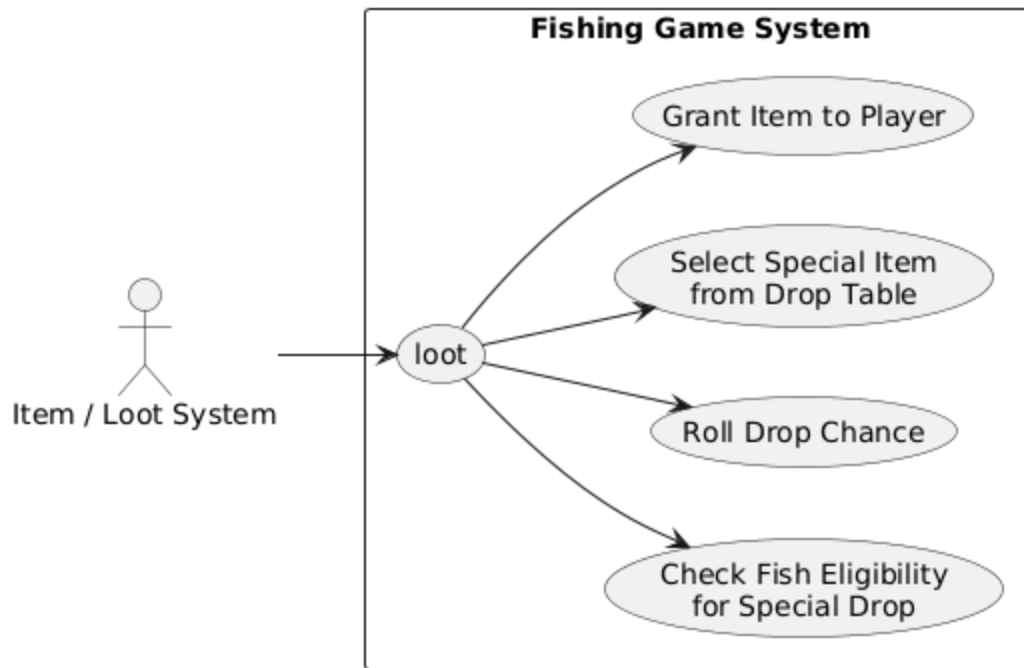 Fishing Game System
Grant Item to Player
Select Special Item
from Drop Table
loot
Item / Loot System
Roll Drop Chance
Check Fish Eligibility
for Special Drop